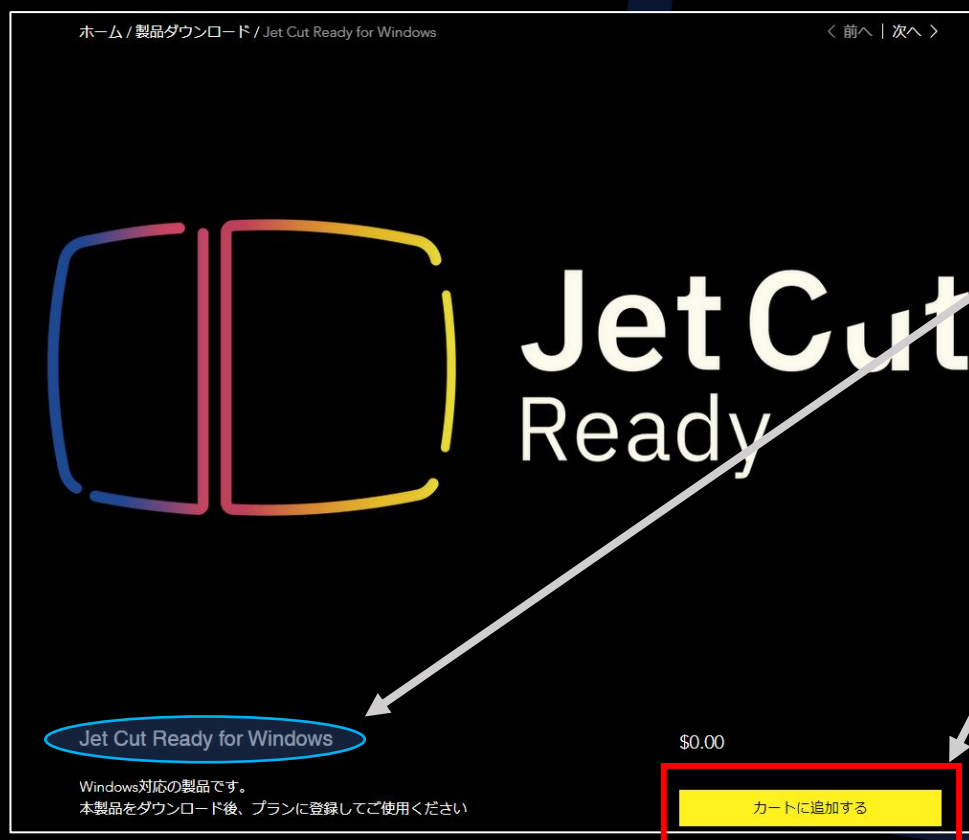 ホーム / 製品ダウンロード / Jet Cut Ready for Windows
〈 前へ | 次へ 〉
Jet Cut
Ready
Jet Cut Ready for Windows
$0.00
Windows対応の製品です。
本製品をダウンロード後、プランに登録してご使用ください
カートに追加する